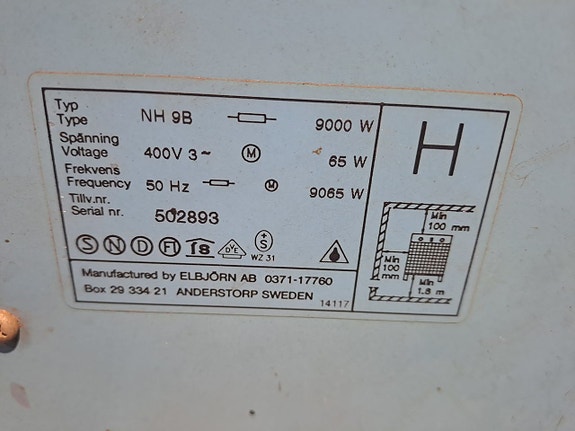 Typ
Type NH 9B 9000 W
Spänning
Voltage 400V 3~ M 65 W
Frekvens
Frequency 50 Hz M 9065 W
Tillv.nr.
Serial nr. 502893
S N D FI 18 DVE +S WZ 31
Manufactured by ELBJÖRN AB 0371-17760
Box 29 334 21 ANDERSTORP SWEDEN 14117
H
Min
100 mm
Min
100
mm
Min
1.8 m